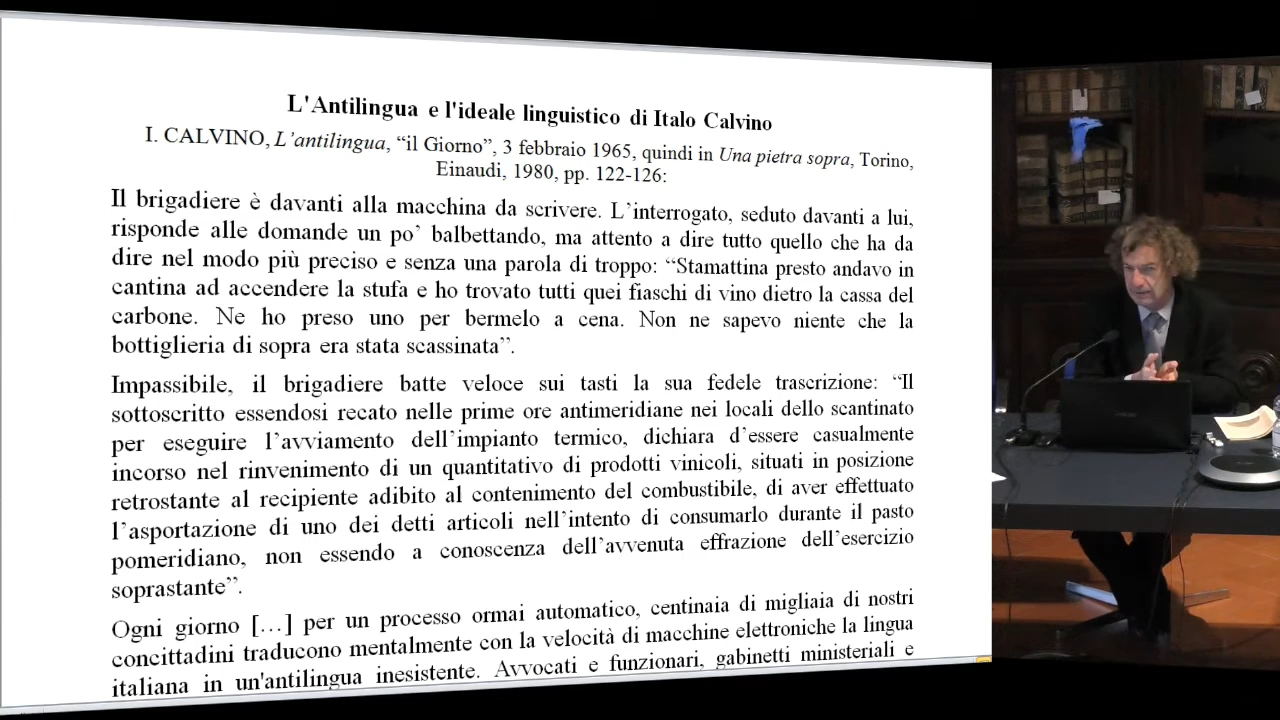 L'Antilingua e l'ideale linguistico di Italo Calvino
I. CALVINO, L’antilingua, “il Giorno”, 3 febbraio 1965, quindi in Una pietra sopra, Torino,
Einaudi, 1980, pp. 122-126:
Il brigadiere è davanti alla macchina da scrivere. L’interrogato, seduto davanti a lui,
risponde alle domande un po’ balbettando, ma attento a dire tutto quello che ha da
dire nel modo più preciso e senza una parola di troppo: “Stamattina presto andavo in
cantina ad accendere la stufa e ho trovato tutti quei fiaschi di vino dietro la cassa del
carbone. Ne ho preso uno per bermelo a cena. Non ne sapevo niente che la
bottiglieria di sopra era stata scassinata”.
Impassibile, il brigadiere batte veloce sui tasti la sua fedele trascrizione: “Il
sottoscritto essendosi recato nelle prime ore antimeridiane nei locali dello scantinato
per eseguire l’avviamento dell’impianto termico, dichiara d’essere casualmente
incorso nel rinvenimento di un quantitativo di prodotti vinicoli, situati in posizione
retrostante al recipiente adibito al contenimento del combustibile, di aver effettuato
l’asportazione di uno dei detti articoli nell’intento di consumarlo durante il pasto
pomeridiano, non essendo a conoscenza dell’avvenuta effrazione dell’esercizio
soprastante”.
Ogni giorno […] per un processo ormai automatico, centinaia di migliaia di nostri
concittadini traducono mentalmente con la velocità di macchine elettroniche la lingua
italiana in un'antilingua inesistente. Avvocati e funzionari, gabinetti ministeriali e